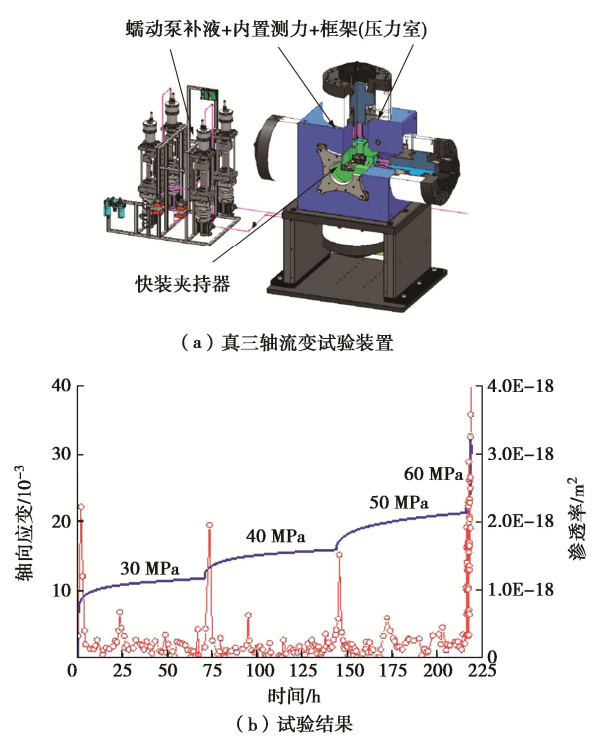 蠕动泵补液+内置测力+框架(压力室)
快装夹持器
（a）真三轴流变试验装置
40
30
20
10
0
轴向应变/10⁻³
4.0E-18
3.0E-18
2.0E-18
1.0E-18
0
渗透率/m²
30 MPa
40 MPa
50 MPa
60 MPa
0 25 50 75 100 125 150 175 200 225
时间/h
（b）试验结果